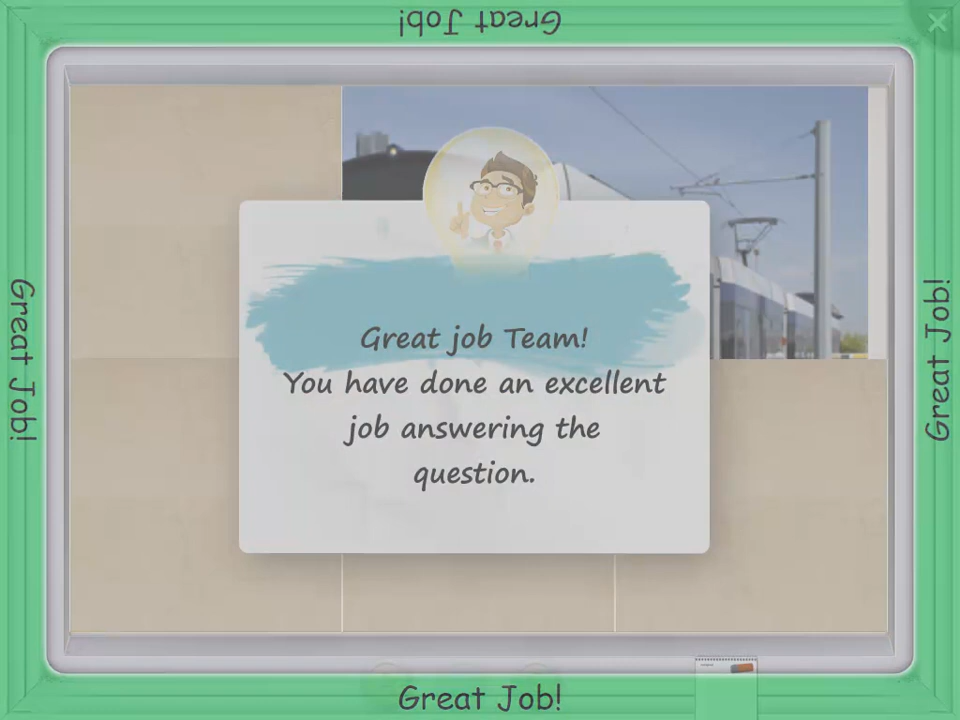 Great Job!
Great Job!
Great Job!
Great job Team!
You have done an excellent
job answering the
question.
Great Job!